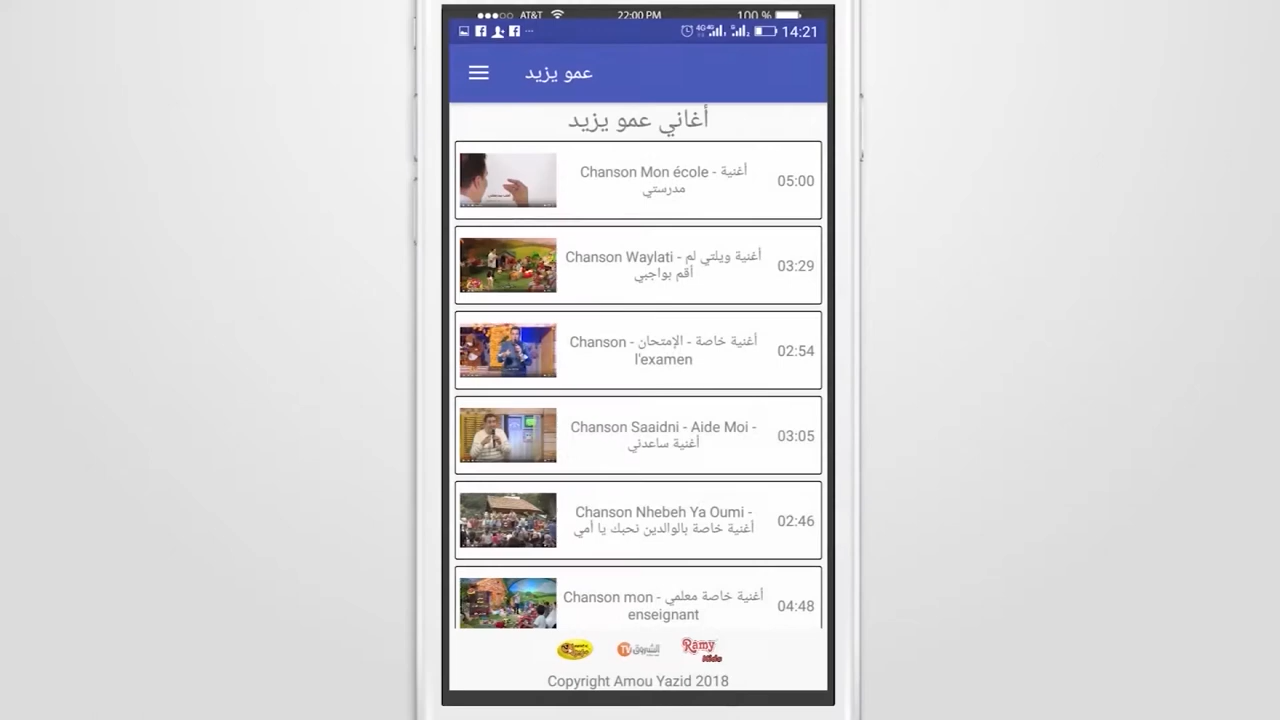 AT&T 22:00 PM 100 %
14:21
عمو يزيد
أغاني عمو يزيد
Chanson Mon école - أغنية
مدرستي
05:00
Chanson Waylati - أغنية ويلتي لم
أقم بواجبي
03:29
Chanson - أغنية خاصة - الإمتحان
l'examen
02:54
Chanson Saaidni - Aide Moi -
أغنية ساعدني
03:05
Chanson Nhebeh Ya Oumi -
أغنية خاصة بالوالدين نحبك يا أمي
02:46
Chanson mon - أغنية خاصة معلمي
enseignant
04:48
الشروق TV Ramy Kids
Copyright Amou Yazid 2018